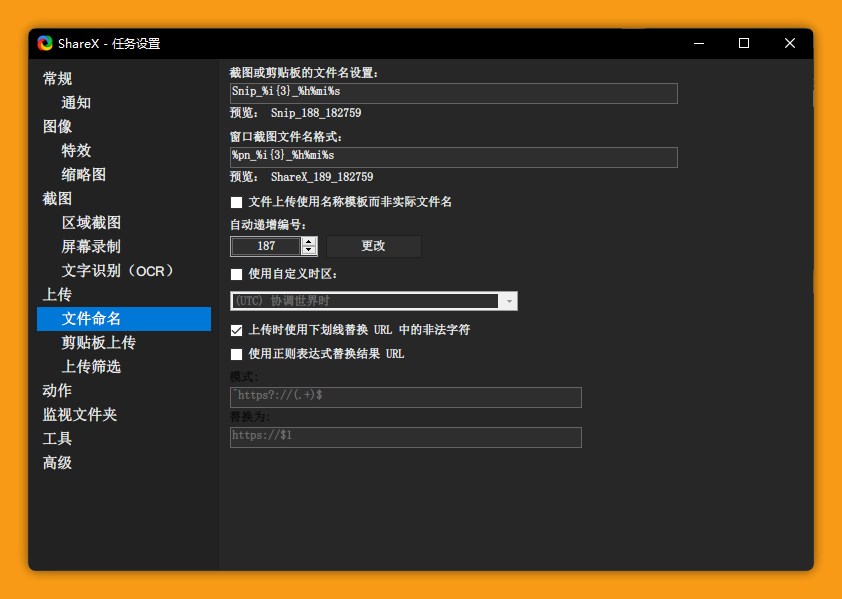 ShareX - 任务设置
常规
通知
图像
特效
缩略图
截图
区域截图
屏幕录制
文字识别（OCR）
上传
文件命名
剪贴板上传
上传筛选
动作
监视文件夹
工具
高级
截图或剪贴板的文件名设置:
Snip_%i{3}_%h%mi%s
预览: Snip_188_182759
窗口截图文件名格式:
%pn_%i{3}_%h%mi%s
预览: ShareX_189_182759
文件上传使用名称模板而非实际文件名
自动递增编号:
187 更改
使用自定义时区:
(UTC) 协调世界时
上传时使用下划线替换 URL 中的非法字符
使用正则表达式替换结果 URL
模式:
^https?://(.+)$
替换为:
https://$1